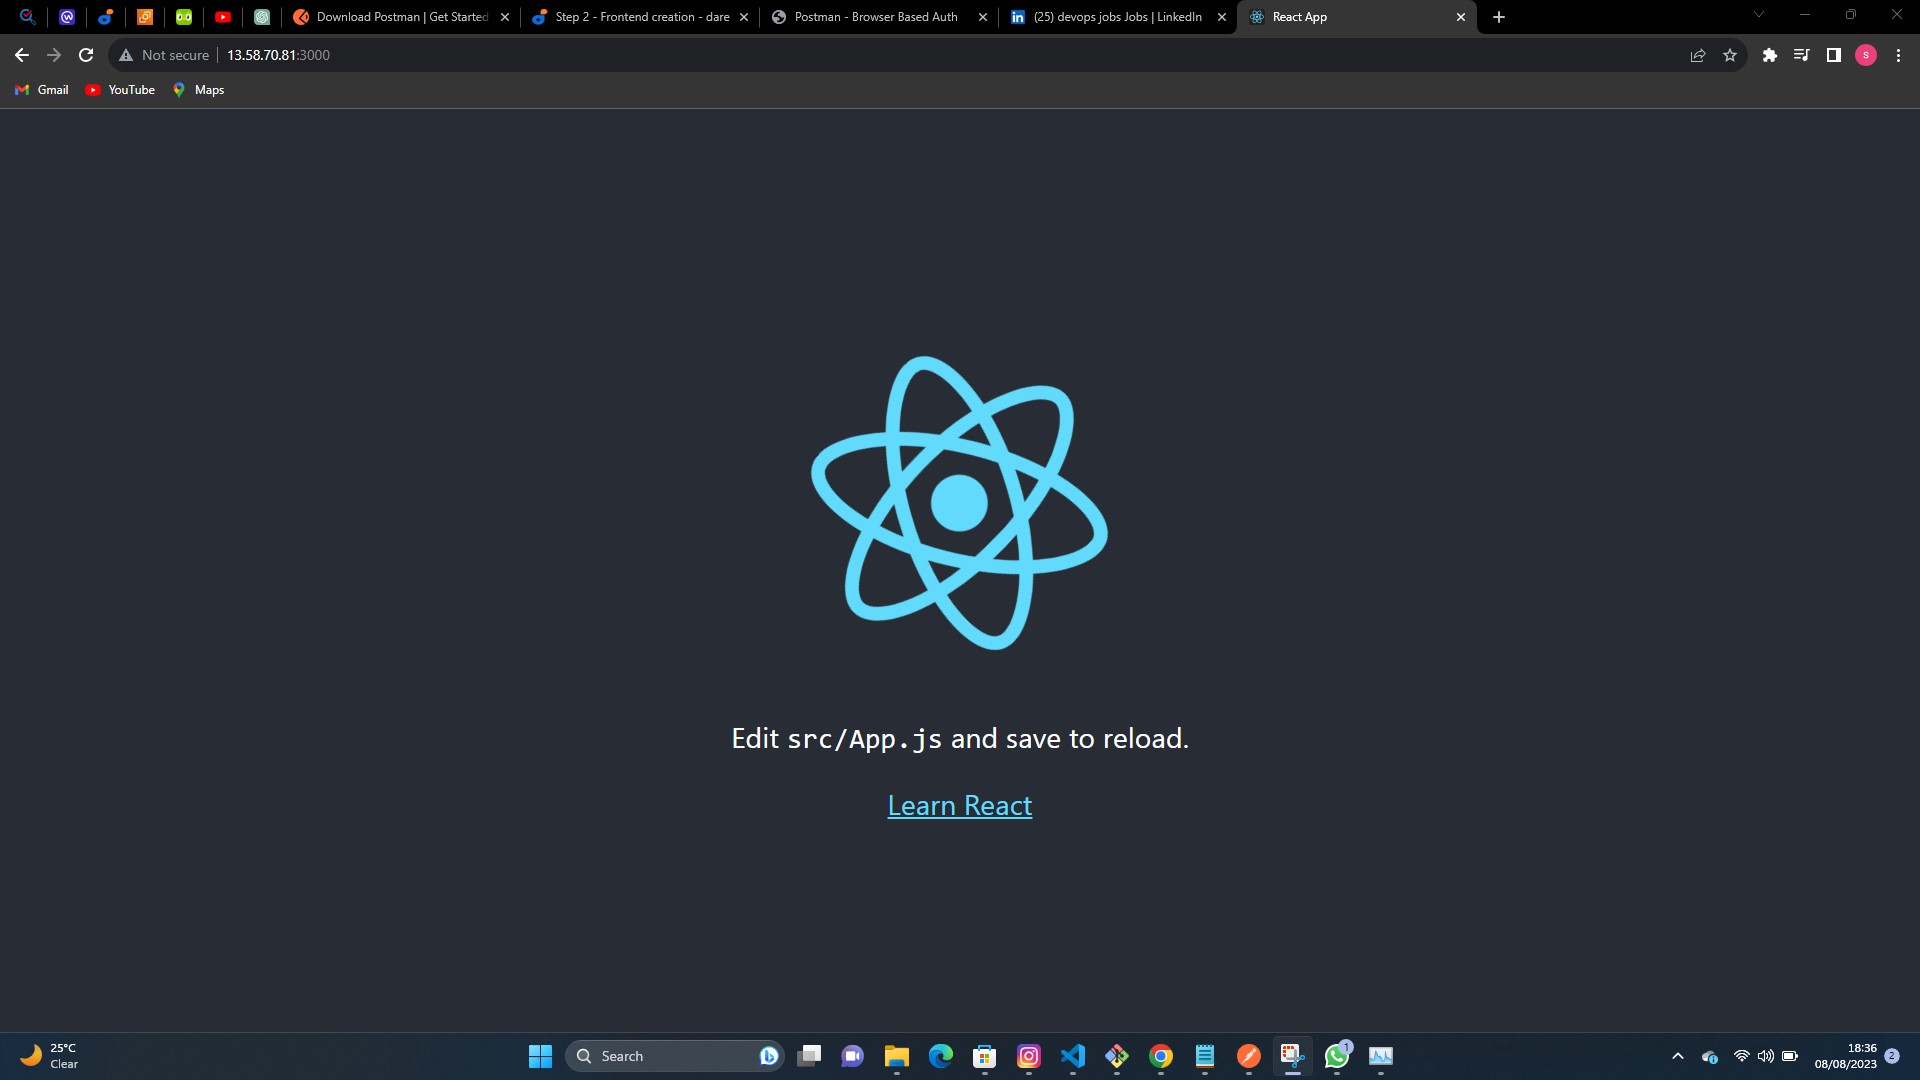 Download Postman | Get Started
Step 2 - Frontend creation - dare
Postman - Browser Based Auth
(25) devops jobs Jobs | LinkedIn
React App
Not secure
13.58.70.81:3000
S
Gmail
YouTube
Maps
Edit src/App.js and save to reload.
Learn React
25°C
Clear
Search
1
18:36
08/08/2023
2